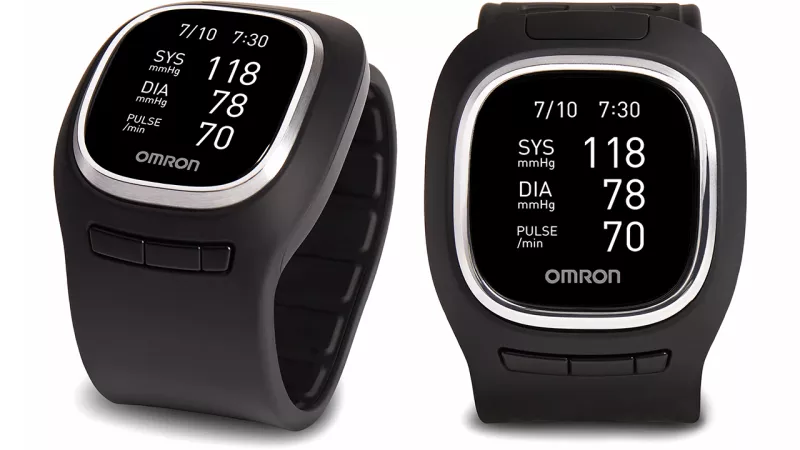 7/10 7:30
SYS mmHg 118
DIA mmHg 78
PULSE /min 70
OMRON
7/10 7:30
SYS mmHg 118
DIA mmHg 78
PULSE /min 70
OMRON